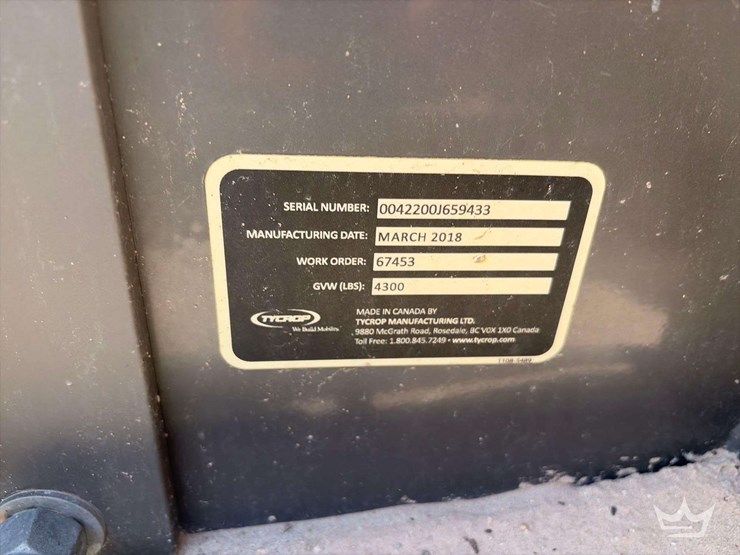 SERIAL NUMBER: 0042200J659433
MANUFACTURING DATE: MARCH 2018
WORK ORDER: 67453
GVW (LBS): 4300
TYCROP
We Build Mobility.
MADE IN CANADA BY
TYCROP MANUFACTURING LTD.
9880 McGrath Road, Rosedale, BC V0X 1X0 Canada
Toll Free: 1.800.845.7249 • www.tycrop.com